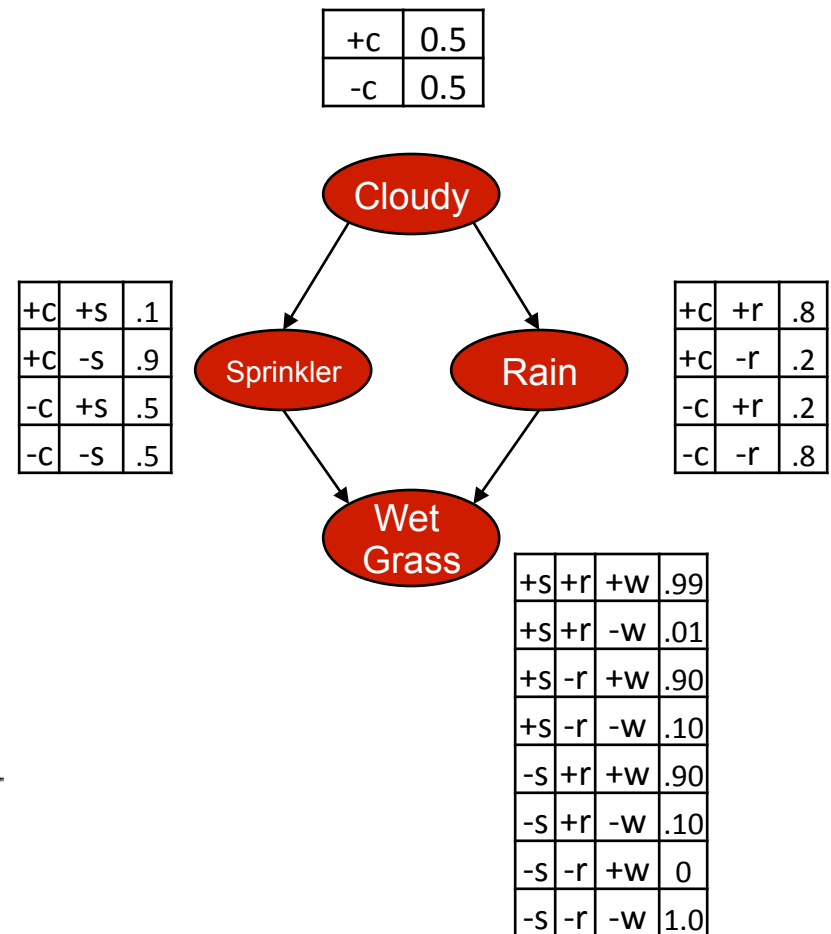 +c 0.5
-c 0.5
Cloudy
+c +s .1
+c -s .9
-c +s .5
-c -s .5
Sprinkler
Rain
+c +r .8
+c -r .2
-c +r .2
-c -r .8
Wet
Grass
+s +r +w .99
+s +r -w .01
+s -r +w .90
+s -r -w .10
-s +r +w .90
-s +r -w .10
-s -r +w 0
-s -r -w 1.0